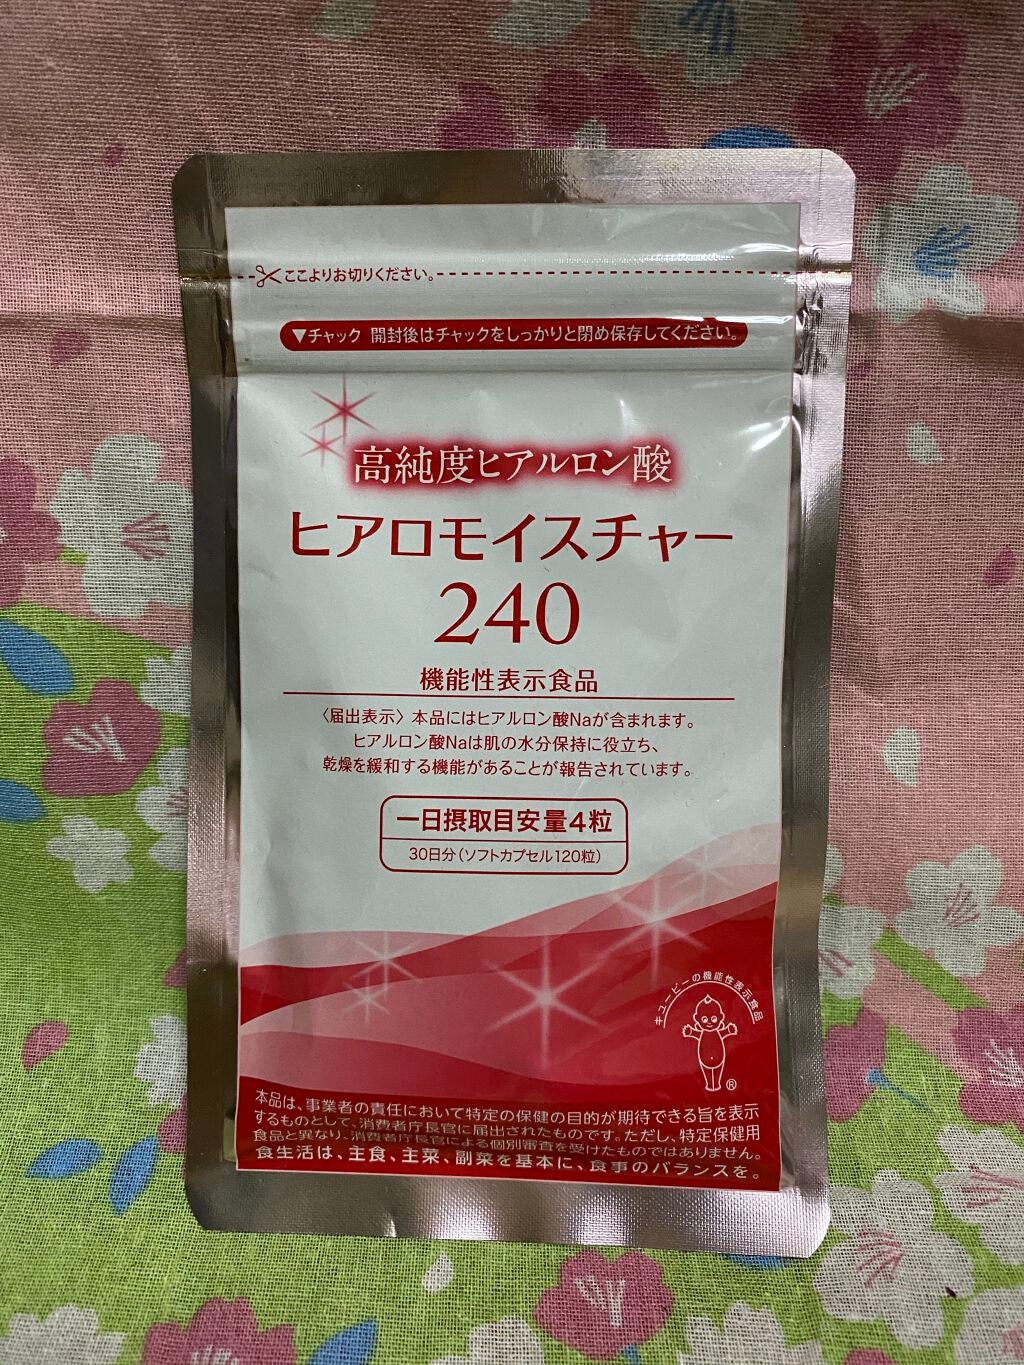 ここよりお切りください。
▼チャック 開封後はチャックをしっかりと閉め保存してください。
高純度ヒアルロン酸
ヒアロモイスチャー
240
機能性表示食品
〈届出表示〉本品にはヒアルロン酸Naが含まれます。
ヒアルロン酸Naは肌の水分保持に役立ち、
乾燥を緩和する機能があることが報告されています。
一日摂取目安量4粒
30日分(ソフトカプセル120粒)
キユーピーの機能性表示食品
®
本品は、事業者の責任において特定の保健の目的が期待できる旨を表示
するものとして、消費者庁長官に届出されたものです。ただし、特定保健用
食品と異なり、消費者庁長官による個別審査を受けたものではありません。
食生活は、主食、主菜、副菜を基本に、食事のバランスを。